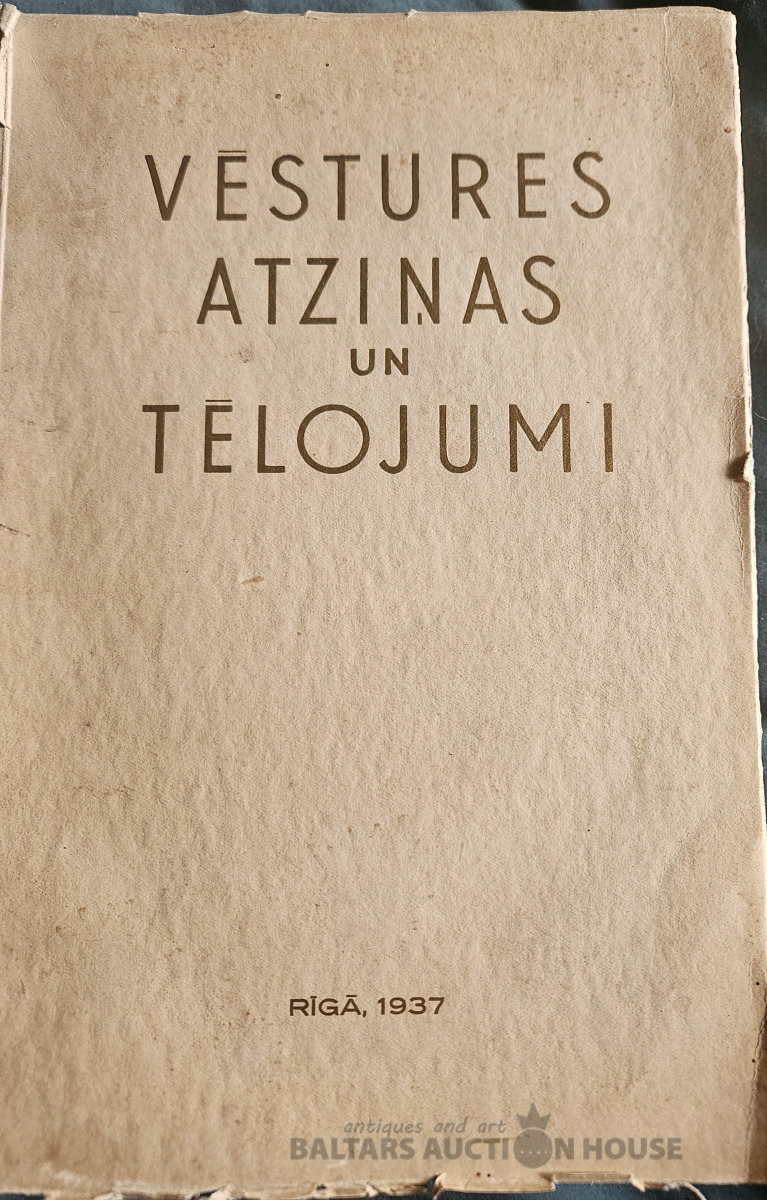 VĒSTURES
ATZIŅAS
UN
TĒLOJUMI
RĪGĀ, 1937
antiques and art
BALTARS AUCTION HOUSE